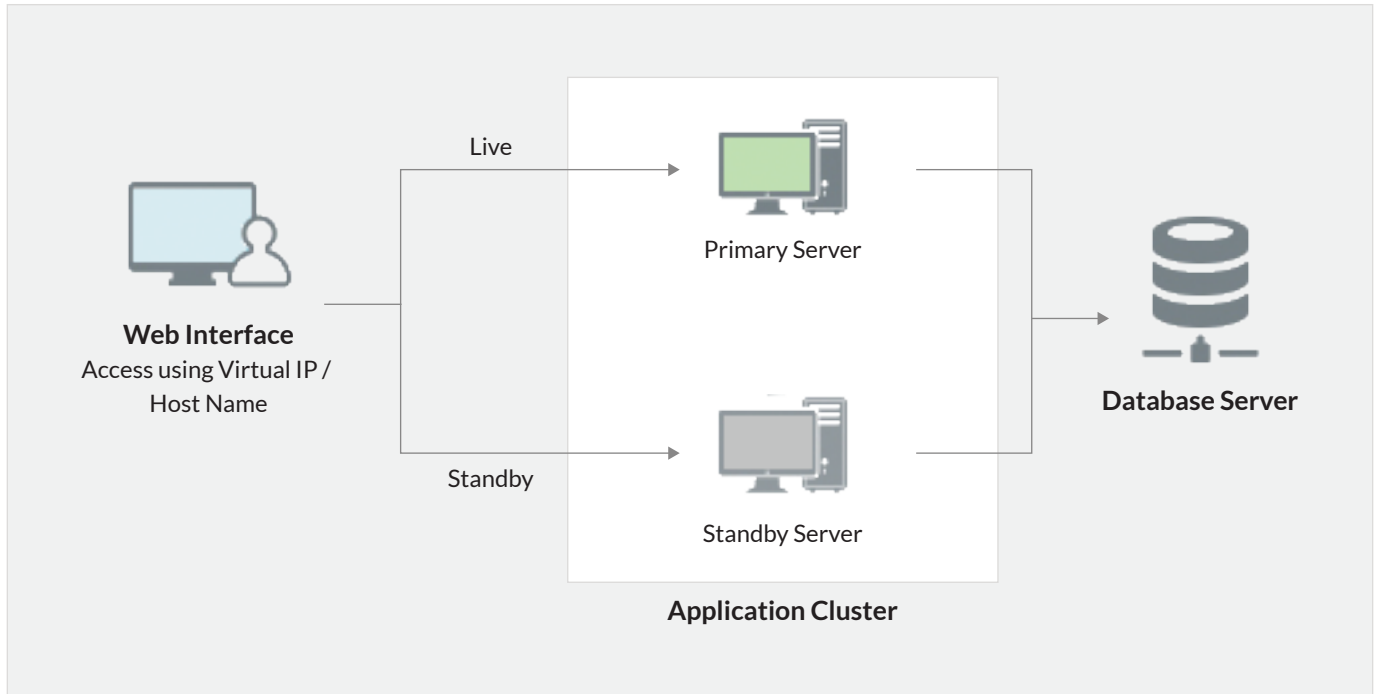 Live
Primary Server
Web Interface
Access using Virtual IP /
Host Name
Database Server
Standby
Standby Server
Application Cluster